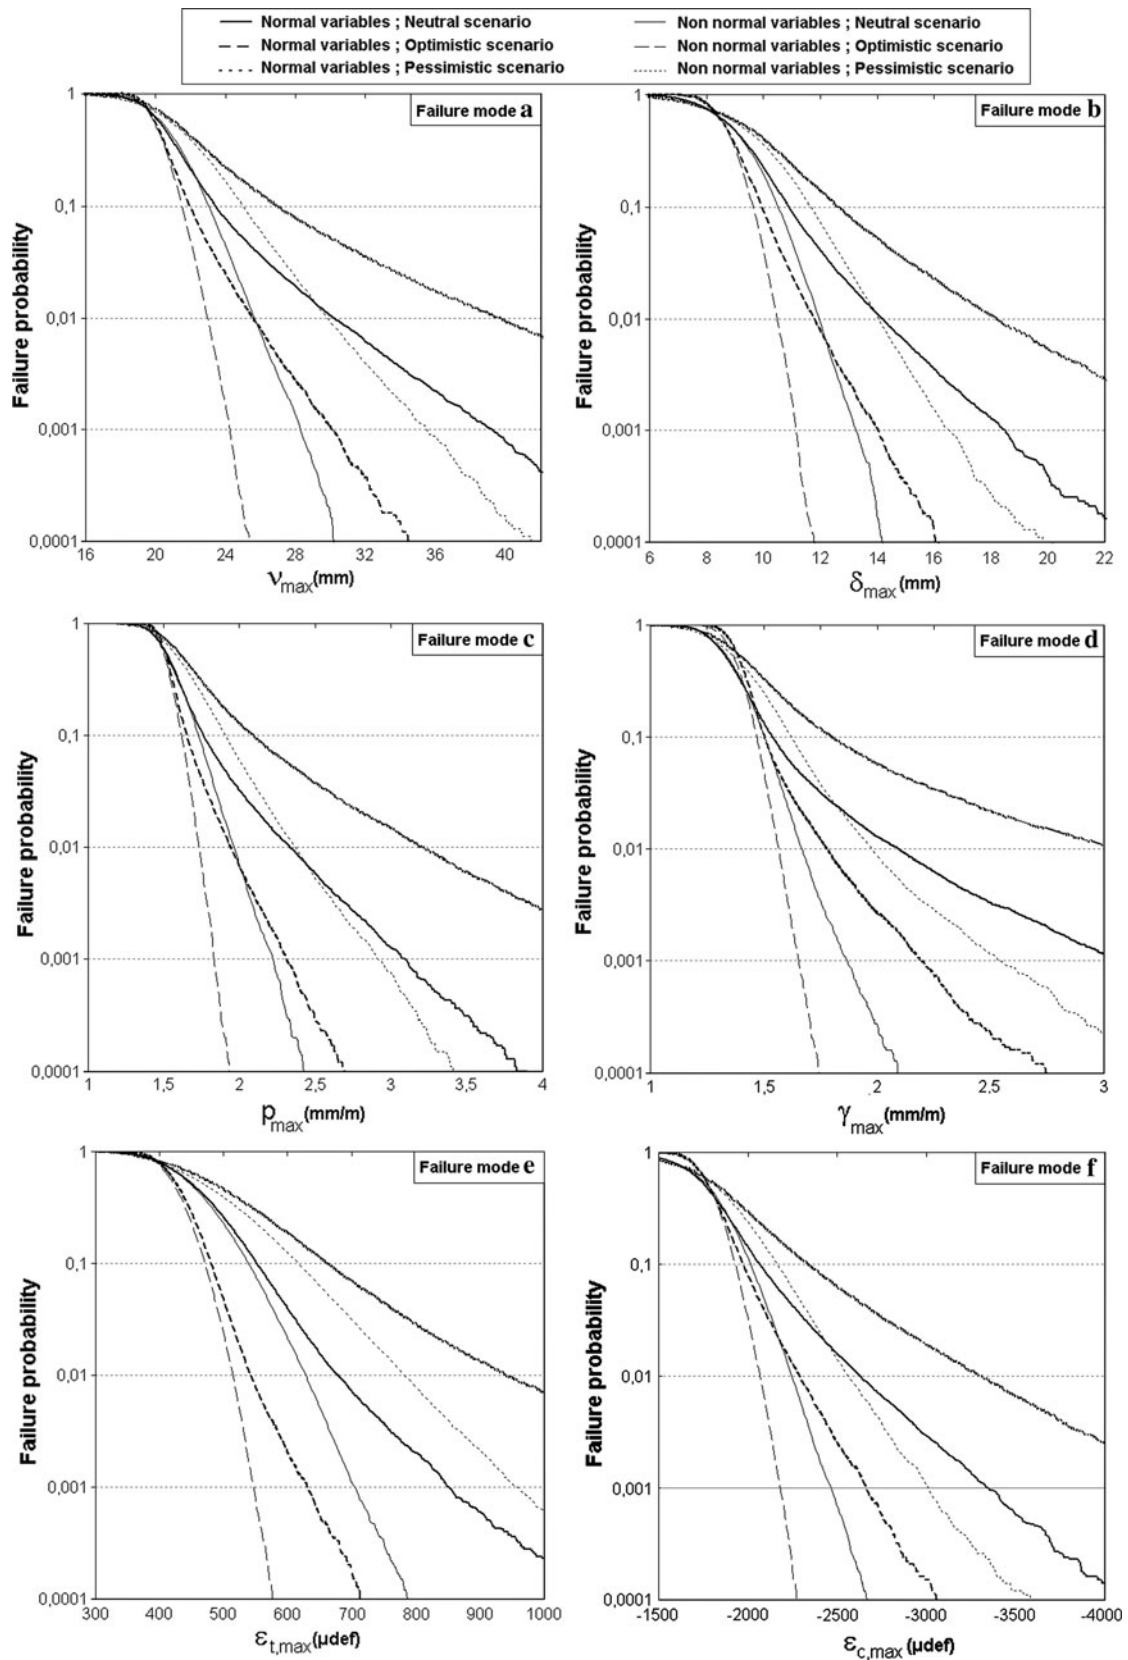 Normal variables ; Neutral scenario
Normal variables ; Optimistic scenario
Normal variables ; Pessimistic scenario
Non normal variables ; Neutral scenario
Non normal variables ; Optimistic scenario
Non normal variables ; Pessimistic scenario
Failure mode a
Failure probability
1
0,1
0,01
0,001
0,0001
16 20 24 28 32 36 40
νmax (mm)
Failure mode b
Failure probability
1
0,1
0,01
0,001
0,0001
6 8 10 12 14 16 18 20 22
δmax (mm)
Failure mode c
Failure probability
1
0,1
0,01
0,001
0,0001
1 1,5 2 2,5 3 3,5 4
pmax (mm/m)
Failure mode d
Failure probability
1
0,1
0,01
0,001
0,0001
1 1,5 2 2,5 3
γmax (mm/m)
Failure mode e
Failure probability
1
0,1
0,01
0,001
0,0001
300 400 500 600 700 800 900 1000
εt,max (µdef)
Failure mode f
Failure probability
1
0,1
0,01
0,001
0,0001
-1500 -2000 -2500 -3000 -3500 -4000
εc,max (µdef)